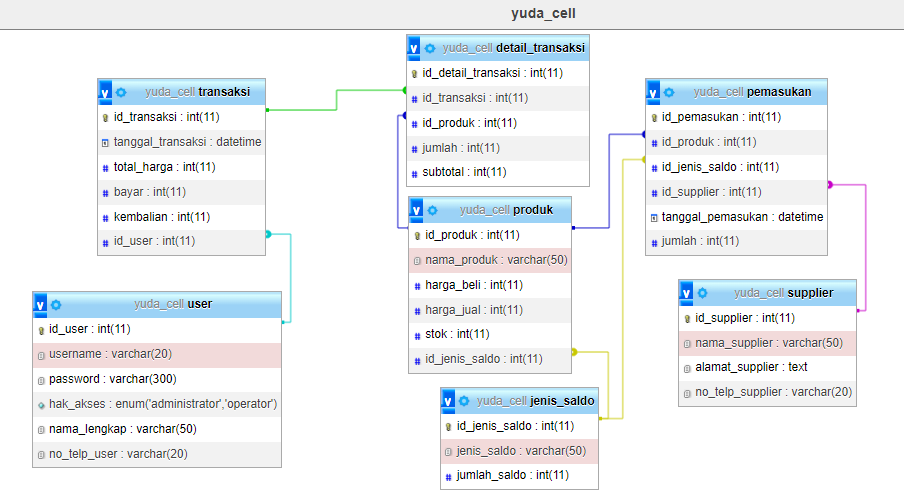 yuda_cell
yuda_cell detail_transaksi
id_detail_transaksi : int(11)
id_transaksi : int(11)
id_produk : int(11)
jumlah : int(11)
subtotal : int(11)
yuda_cell transaksi
id_transaksi : int(11)
tanggal_transaksi : datetime
total_harga : int(11)
bayar : int(11)
kembalian : int(11)
id_user : int(11)
yuda_cell pemasukan
id_pemasukan : int(11)
id_produk : int(11)
id_jenis_saldo : int(11)
id_supplier : int(11)
tanggal_pemasukan : datetime
jumlah : int(11)
yuda_cell produk
id_produk : int(11)
nama_produk : varchar(50)
harga_beli : int(11)
harga_jual : int(11)
stok : int(11)
id_jenis_saldo : int(11)
yuda_cell user
id_user : int(11)
username : varchar(20)
password : varchar(300)
hak_akses : enum('administrator','operator')
nama_lengkap : varchar(50)
no_telp_user : varchar(20)
yuda_cell supplier
id_supplier : int(11)
nama_supplier : varchar(50)
alamat_supplier : text
no_telp_supplier : varchar(20)
yuda_cell jenis_saldo
id_jenis_saldo : int(11)
jenis_saldo : varchar(50)
jumlah_saldo : int(11)